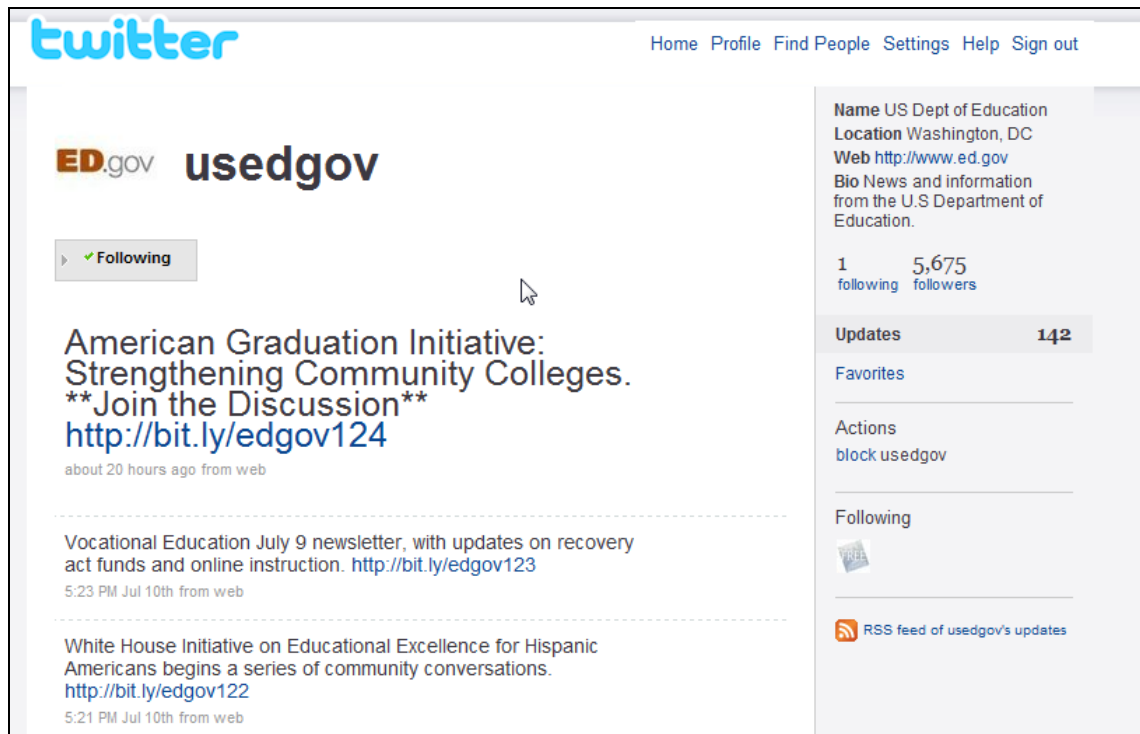 twitter
Home Profile Find People Settings Help Sign out
ED.gov usedgov
Following
American Graduation Initiative:
Strengthening Community Colleges.
**Join the Discussion**
http://bit.ly/edgov124
about 20 hours ago from web
Vocational Education July 9 newsletter, with updates on recovery
act funds and online instruction. http://bit.ly/edgov123
5:23 PM Jul 10th from web
White House Initiative on Educational Excellence for Hispanic
Americans begins a series of community conversations.
http://bit.ly/edgov122
5:21 PM Jul 10th from web
Name US Dept of Education
Location Washington, DC
Web http://www.ed.gov
Bio News and information
from the U.S Department of
Education.
1 5,675
following followers
Updates 142
Favorites
Actions
block usedgov
Following
FREE
RSS feed of usedgov's updates